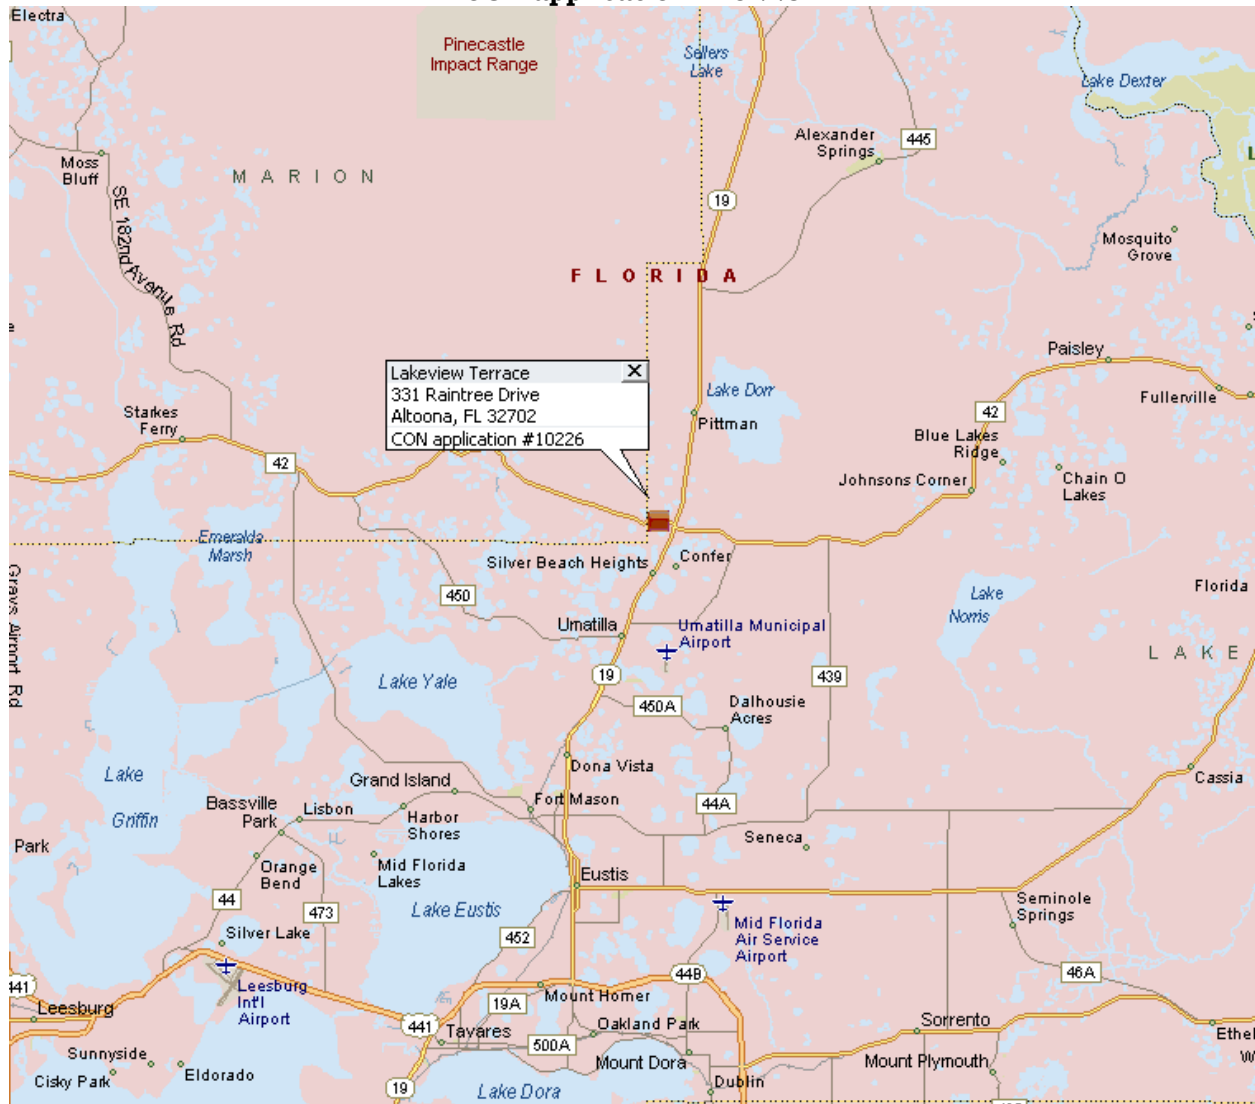 Electra
Pinecastle
Impact Range
Sellers
Lake
Lake Dexter
Alexander
Springs
445
Moss
Bluff
MARION
SE 182nd Avenue Rd
19
Mosquito
Grove
FLORIDA
Paisley
Lakeview Terrace
331 Raintree Drive
Altoona, FL 32702
CON application #10226
Lake Dorr
Fullerville
Starkes
Ferry
Pittman
42
Blue Lakes
Ridge
42
Johnsons Corner
Chain O
Lakes
Emeralda
Marsh
Silver Beach Heights
Confer
450
Lake
Norris
Florida
Grays Airport Rd
Umatilla
Umatilla Municipal
Airport
LAKE
Lake Yale
19
439
450A
Dalhousie
Acres
Dona Vista
Lake
Griffin
Grand Island
Cassia
Bassville
Park
Lisbon
Harbor
Shores
Fort Mason
44A
Seneca
Park
Orange
Bend
Mid Florida
Lakes
Eustis
44
473
Lake Eustis
Seminole
Springs
Silver Lake
452
Mid Florida
Air Service
Airport
441
Leesburg
Int'l
Airport
44B
46A
Leesburg
19A
Mount Homer
441
Tavares
Oakland Park
Sorrento
500A
Sunnyside
Mount Dora
Mount Plymouth
Cisky Park
Eldorado
19
Lake Dora
Dublin